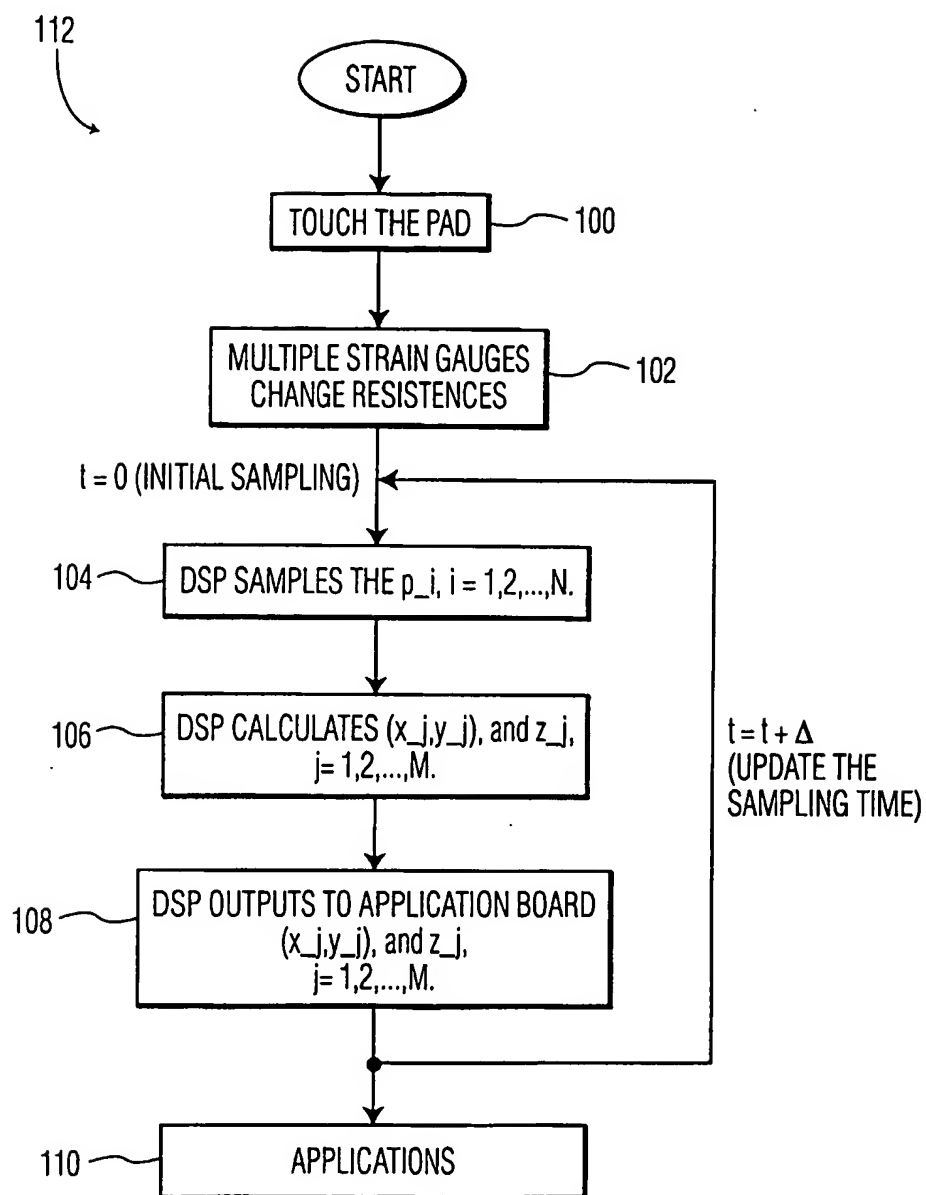 112
START
TOUCH THE PAD
100
MULTIPLE STRAIN GAUGES
CHANGE RESISTENCES
102
t = 0 (INITIAL SAMPLING)
104
DSP SAMPLES THE p_i, i = 1,2,...,N.
106
DSP CALCULATES (x_j,y_j), and z_j,
j= 1,2,...,M.
t = t + Δ
(UPDATE THE
SAMPLING TIME)
108
DSP OUTPUTS TO APPLICATION BOARD
(x_j,y_j), and z_j,
j= 1,2,...,M.
110
APPLICATIONS